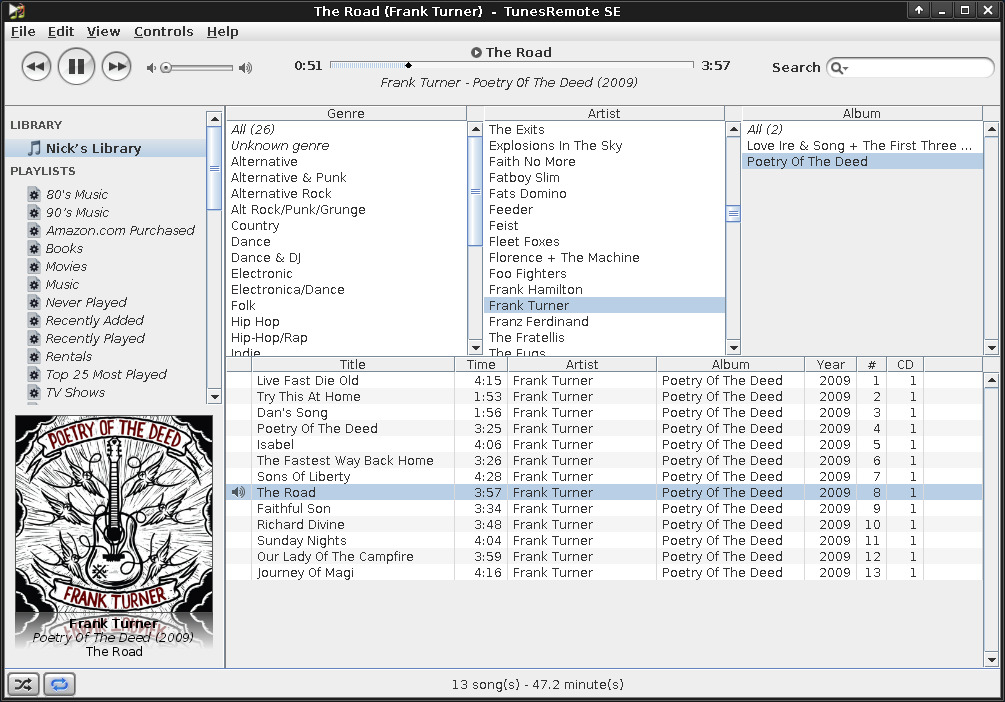 The Road (Frank Turner) - TunesRemote SE
File Edit View Controls Help
The Road
0:51 3:57
Frank Turner - Poetry Of The Deed (2009)
Search
LIBRARY
Nick's Library
PLAYLISTS
80's Music
90's Music
Amazon.com Purchased
Books
Movies
Music
Never Played
Recently Added
Recently Played
Rentals
Top 25 Most Played
TV Shows
Genre
All (26)
Unknown genre
Alternative
Alternative & Punk
Alternative Rock
Alt Rock/Punk/Grunge
Country
Dance
Dance & DJ
Electronic
Electronica/Dance
Folk
Hip Hop
Hip-Hop/Rap
Indie
Artist
The Exits
Explosions In The Sky
Faith No More
Fatboy Slim
Fats Domino
Feeder
Feist
Fleet Foxes
Florence + The Machine
Foo Fighters
Frank Hamilton
Frank Turner
Franz Ferdinand
The Fratellis
The Fugs
Album
All (2)
Love Ire & Song + The First Three ...
Poetry Of The Deed
Title Time Artist Album Year # CD
Live Fast Die Old 4:15 Frank Turner Poetry Of The Deed 2009 1 1
Try This At Home 1:53 Frank Turner Poetry Of The Deed 2009 2 1
Dan's Song 1:56 Frank Turner Poetry Of The Deed 2009 3 1
Poetry Of The Deed 3:25 Frank Turner Poetry Of The Deed 2009 4 1
Isabel 4:06 Frank Turner Poetry Of The Deed 2009 5 1
The Fastest Way Back Home 3:26 Frank Turner Poetry Of The Deed 2009 6 1
Sons Of Liberty 4:28 Frank Turner Poetry Of The Deed 2009 7 1
The Road 3:57 Frank Turner Poetry Of The Deed 2009 8 1
Faithful Son 3:34 Frank Turner Poetry Of The Deed 2009 9 1
Richard Divine 3:48 Frank Turner Poetry Of The Deed 2009 10 1
Sunday Nights 4:04 Frank Turner Poetry Of The Deed 2009 11 1
Our Lady Of The Campfire 3:59 Frank Turner Poetry Of The Deed 2009 12 1
Journey Of Magi 4:16 Frank Turner Poetry Of The Deed 2009 13 1
POETRY OF THE DEED
FRANK TURNER
Frank Turner
Poetry Of The Deed (2009)
The Road
13 song(s) - 47.2 minute(s)